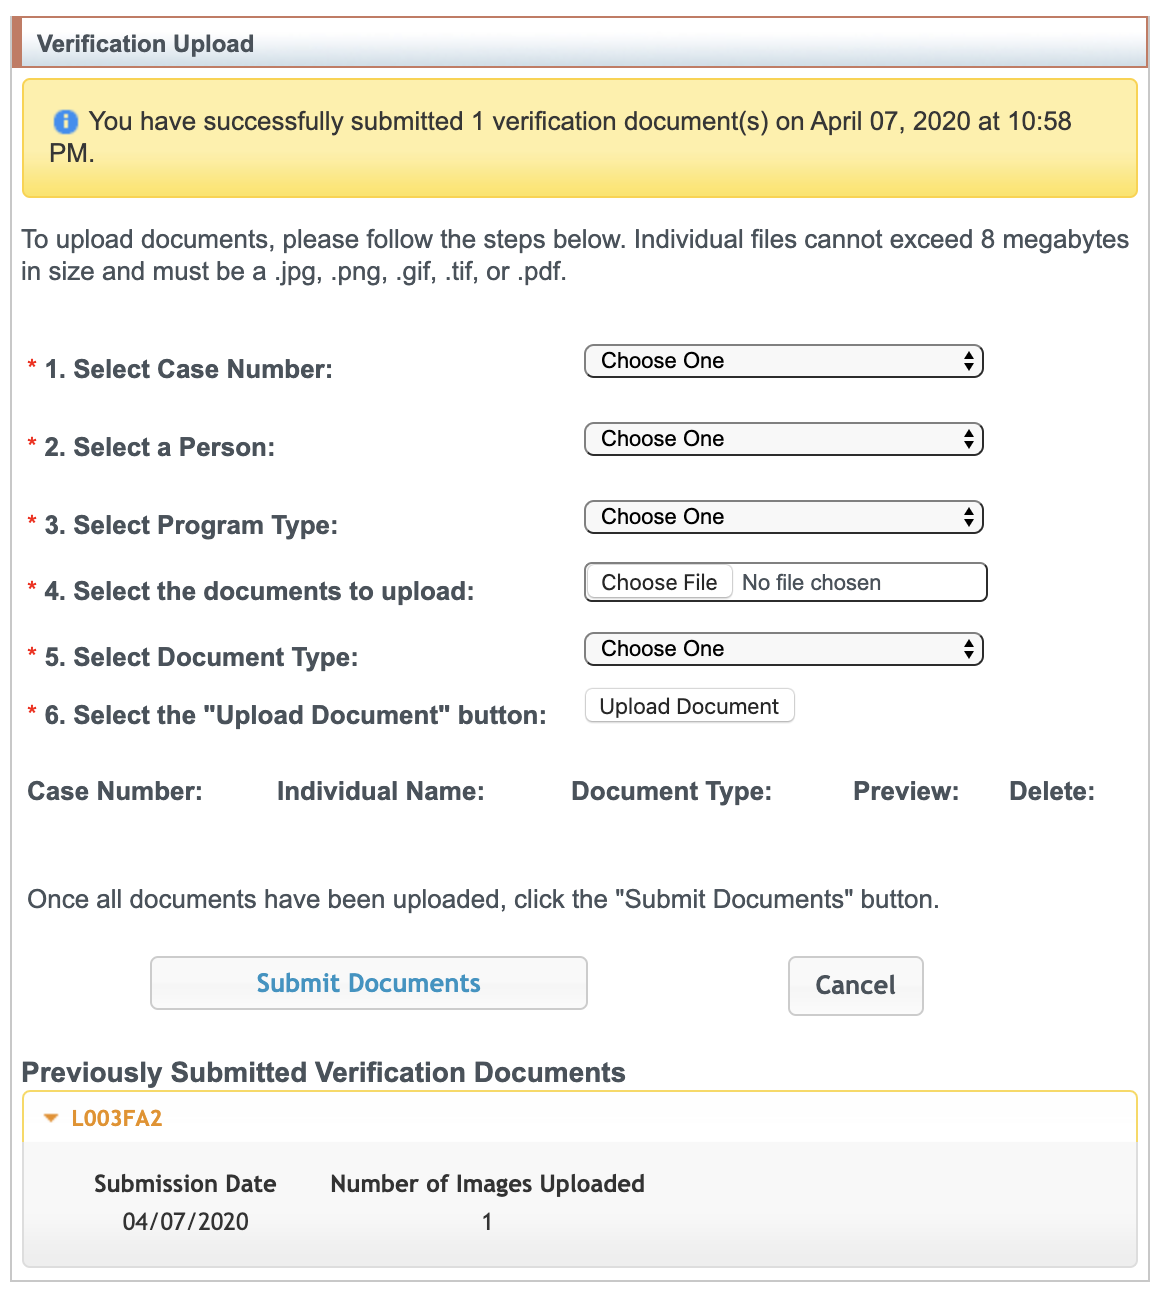 Verification Upload
You have successfully submitted 1 verification document(s) on April 07, 2020 at 10:58
PM.
To upload documents, please follow the steps below. Individual files cannot exceed 8 megabytes
in size and must be a .jpg, .png, .gif, .tif, or .pdf.
* 1. Select Case Number: Choose One
* 2. Select a Person: Choose One
* 3. Select Program Type: Choose One
* 4. Select the documents to upload: Choose File No file chosen
* 5. Select Document Type: Choose One
* 6. Select the "Upload Document" button: Upload Document
Case Number: Individual Name: Document Type: Preview: Delete:
Once all documents have been uploaded, click the "Submit Documents" button.
Submit Documents Cancel
Previously Submitted Verification Documents
L003FA2
Submission Date Number of Images Uploaded
04/07/2020 1